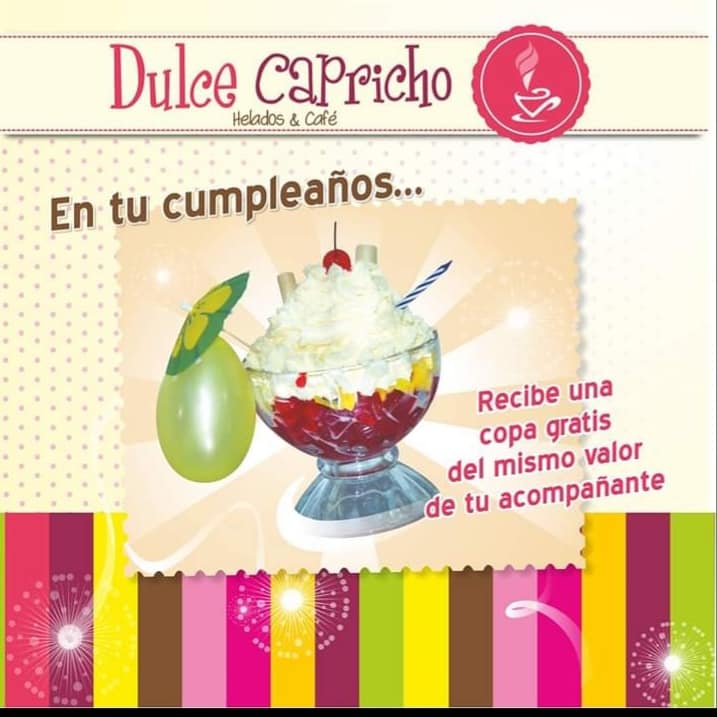 Dulce Capricho
Helados & Café
En tu cumpleaños...
Recibe una
copa gratis
del mismo valor
de tu acompañante